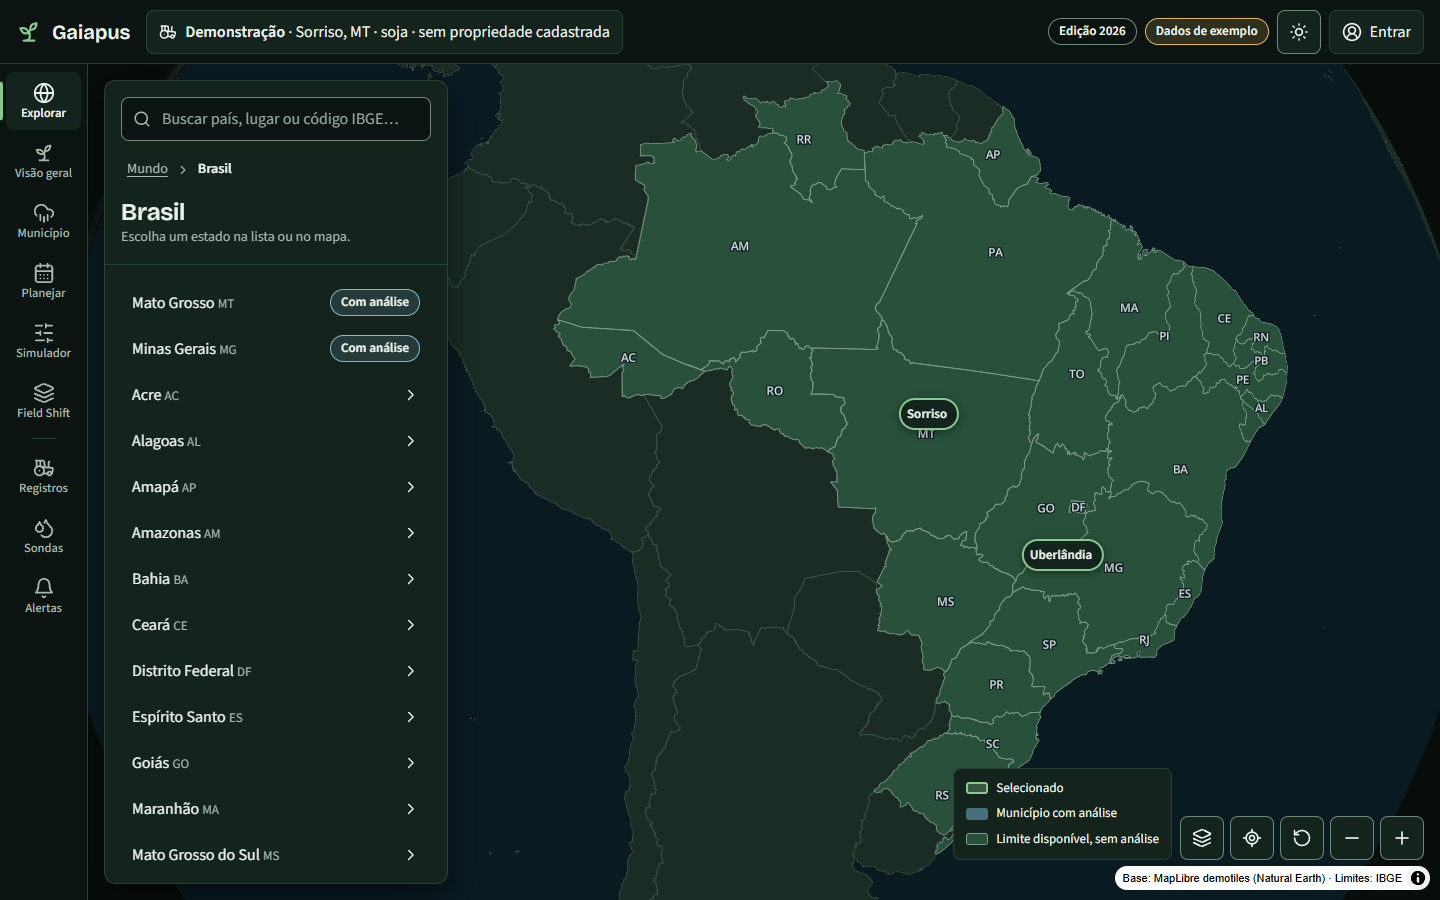 Gaiapus
Demonstração · Sorriso, MT · soja · sem propriedade cadastrada
Edição 2026
Dados de exemplo
Entrar
Explorar
Visão geral
Município
Planejar
Simulador
Field Shift
Registros
Sondas
Alertas
Buscar país, lugar ou código IBGE…
Mundo
Brasil
Brasil
Escolha um estado na lista ou no mapa.
Mato Grosso MT
Com análise
Minas Gerais MG
Com análise
Acre AC
Alagoas AL
Amapá AP
Amazonas AM
Bahia BA
Ceará CE
Distrito Federal DF
Espírito Santo ES
Goiás GO
Maranhão MA
Mato Grosso do Sul MS
RR
AP
AM
PA
MA
CE
PI
RN
PB
AC
TO
PE
RO
AL
Sorriso
MT
BA
GO
DF
Uberlândia
MG
ES
MS
RJ
SP
PR
SC
RS
Selecionado
Município com análise
Limite disponível, sem análise
Base: MapLibre demotiles (Natural Earth) · Limites: IBGE